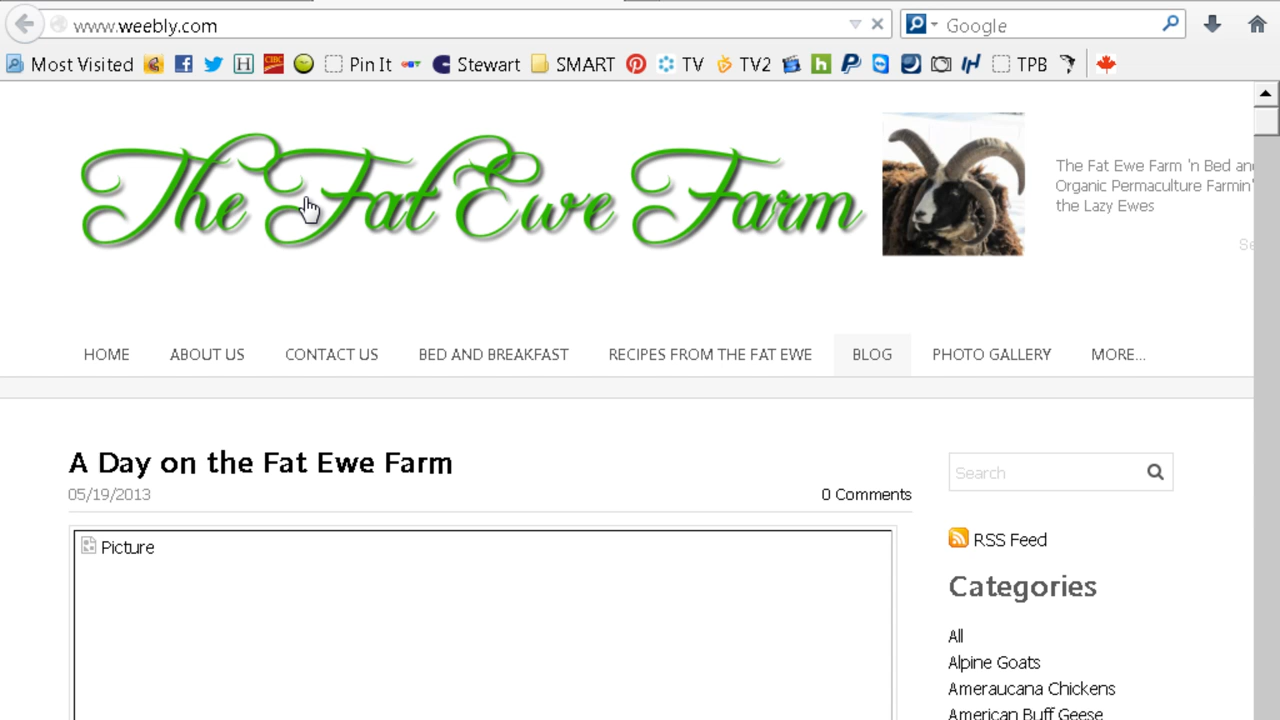 www.weebly.com
Google
Most Visited
Pin It
Stewart
SMART
TV
TV2
TPB
The Fat Ewe Farm
The Fat Ewe Farm 'n Bed
Organic Permaculture Farmin'
the Lazy Ewes
HOME
ABOUT US
CONTACT US
BED AND BREAKFAST
RECIPES FROM THE FAT EWE
BLOG
PHOTO GALLERY
MORE...
A Day on the Fat Ewe Farm
05/19/2013
0 Comments
Search
Picture
RSS Feed
Categories
All
Alpine Goats
Ameraucana Chickens
American Buff Geese